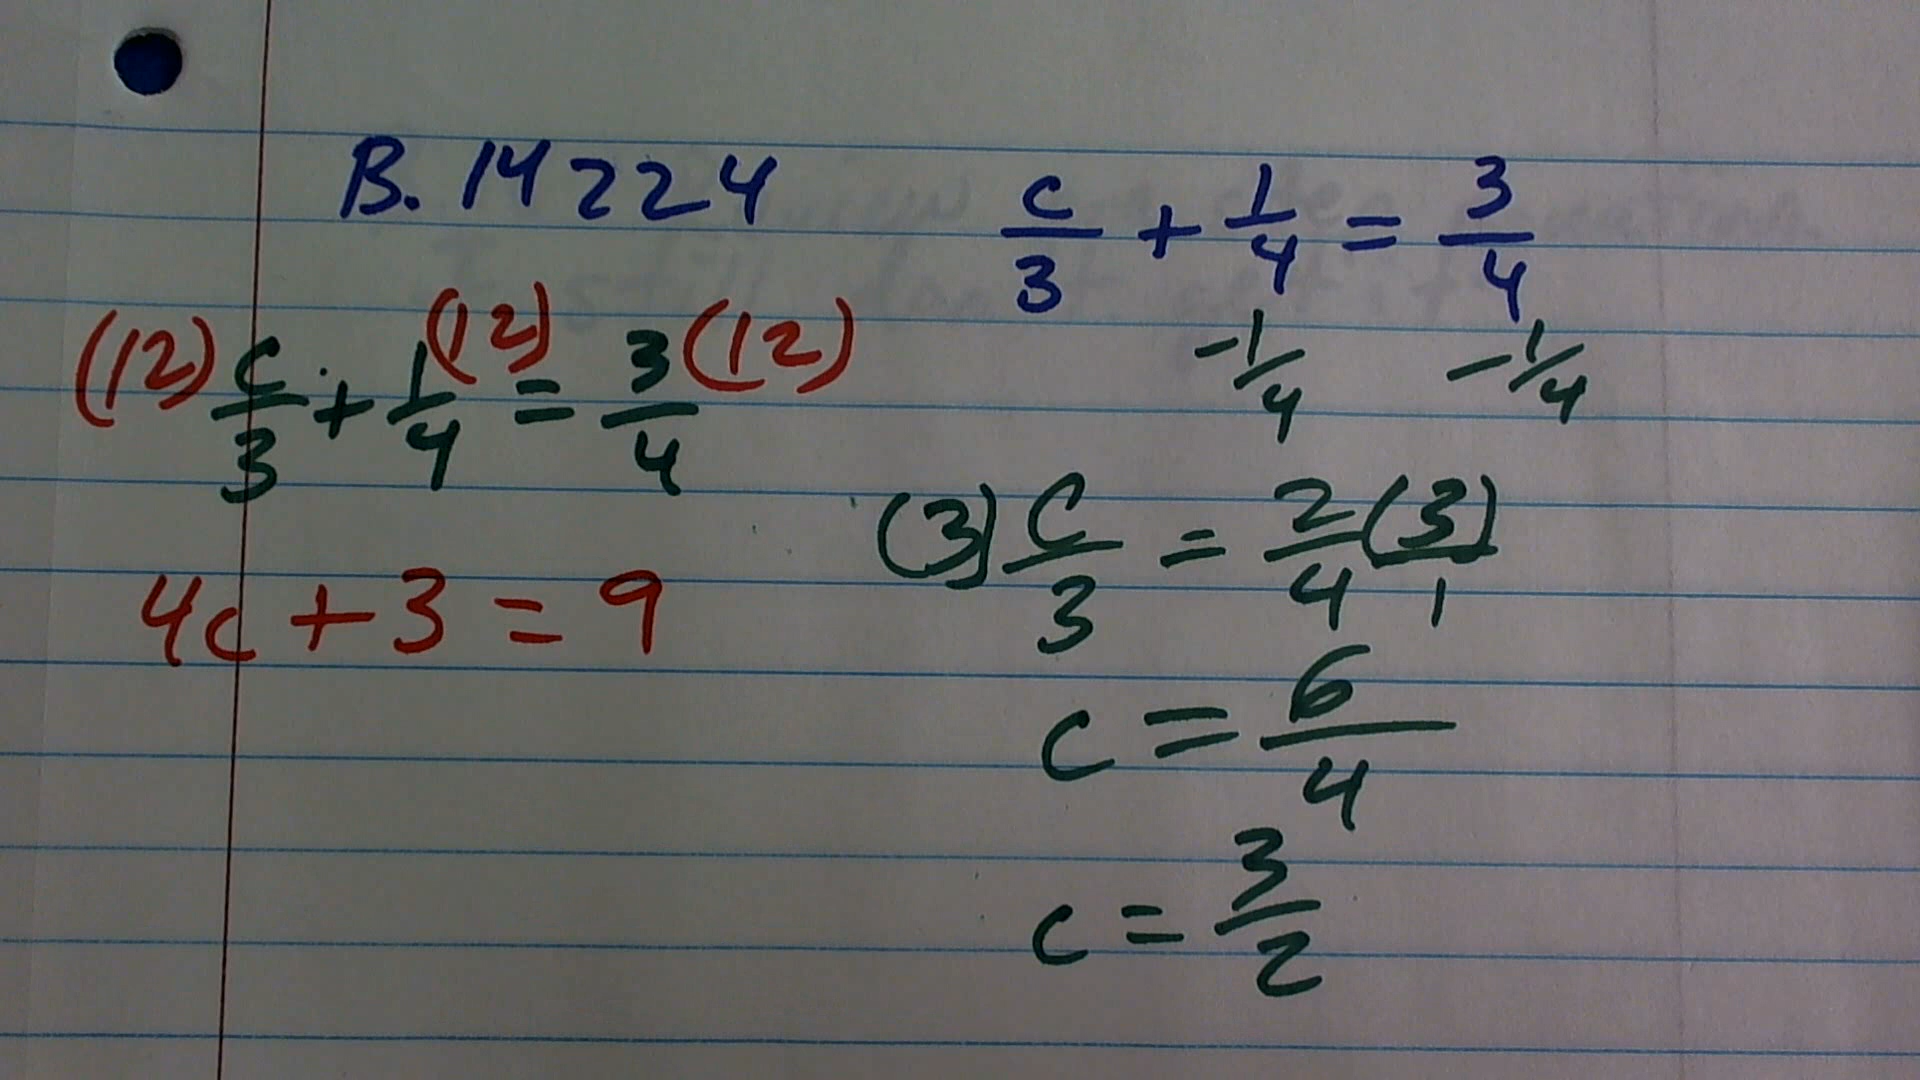 B. 14224
c/3 + 1/4 = 3/4
-1/4 -1/4
(3) c/3 = 2/4 (3)/1
c = 6/4
c = 3/2
(12) c/3 + 1/4 (12) = 3/4 (12)
4c + 3 = 9